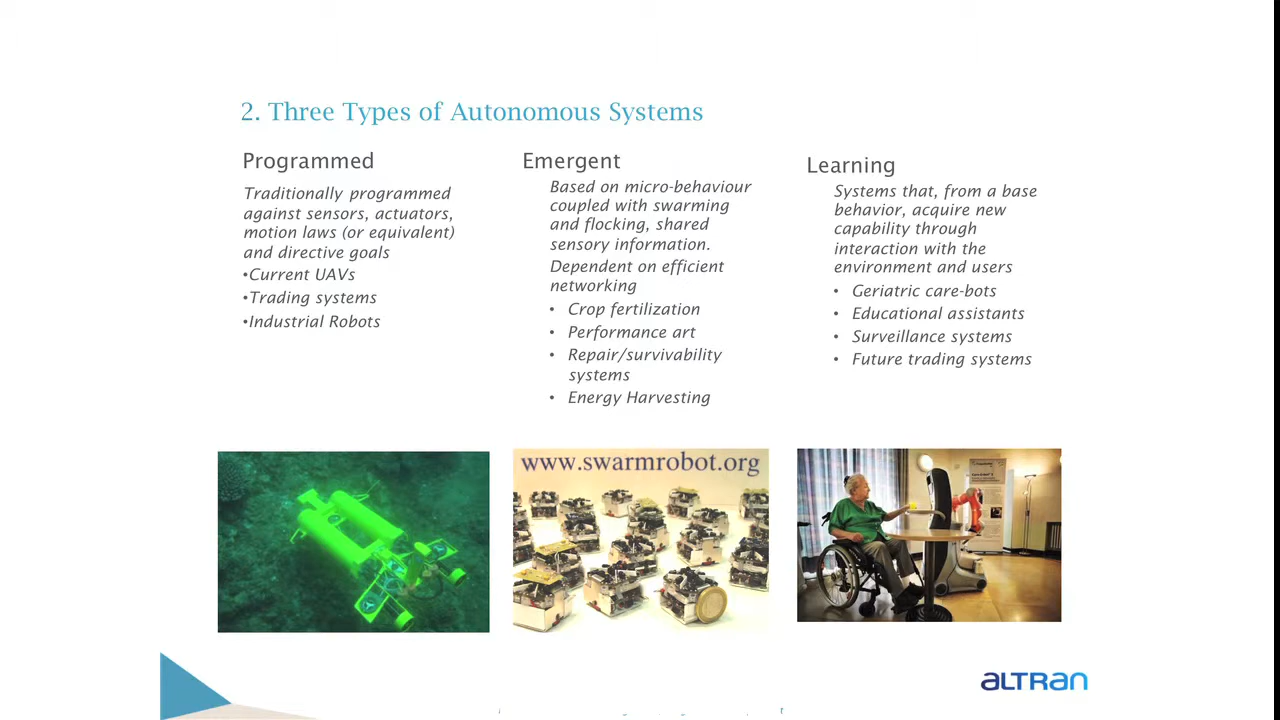 2. Three Types of Autonomous Systems
Programmed
Traditionally programmed
against sensors, actuators,
motion laws (or equivalent)
and directive goals
•Current UAVs
•Trading systems
•Industrial Robots
Emergent
Based on micro-behaviour
coupled with swarming
and flocking, shared
sensory information.
Dependent on efficient
networking
• Crop fertilization
• Performance art
• Repair/survivability
systems
• Energy Harvesting
Learning
Systems that, from a base
behavior, acquire new
capability through
interaction with the
environment and users
• Geriatric care-bots
• Educational assistants
• Surveillance systems
• Future trading systems
www.swarmrobot.org
altran